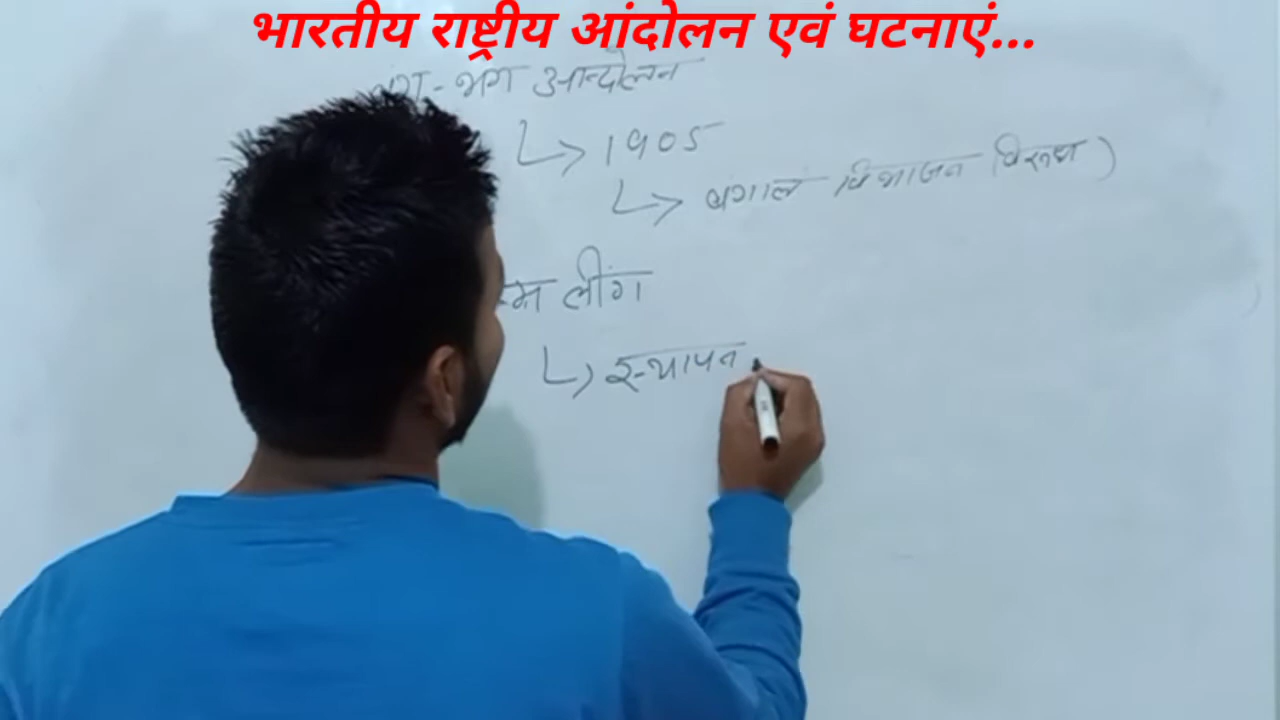 भारतीय राष्ट्रीय आंदोलन एवं घटनाएं...
भंग आन्दोलन
→ 1905
→ बंगाल विभाजन विरुध )
लींग
→ स्थापन